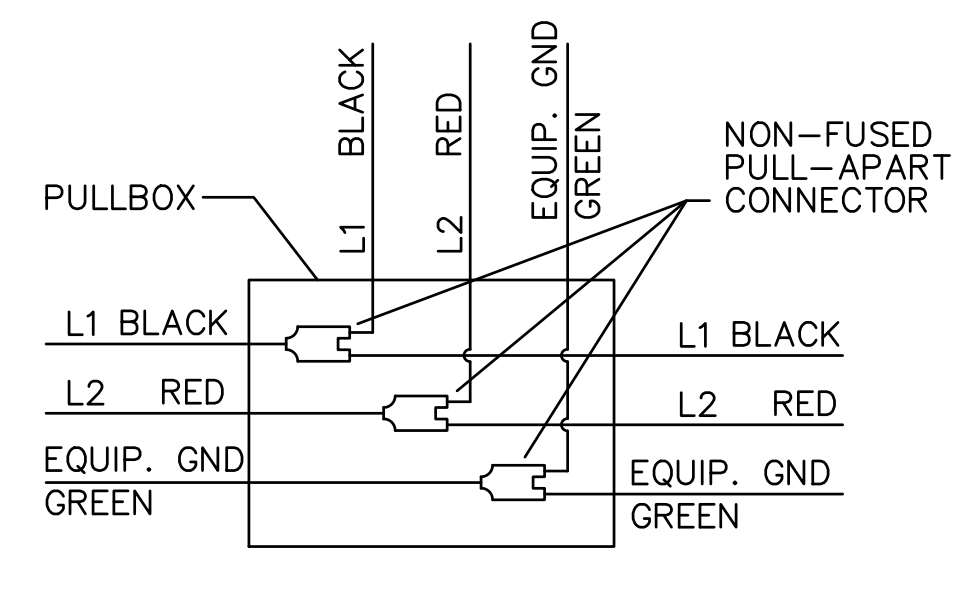 L1 BLACK
L2 RED
EQUIP. GND
GREEN
NON-FUSED
PULL-APART
CONNECTOR
PULLBOX
L1 BLACK
L2 RED
EQUIP. GND
GREEN
L1 BLACK
L2 RED
EQUIP. GND
GREEN